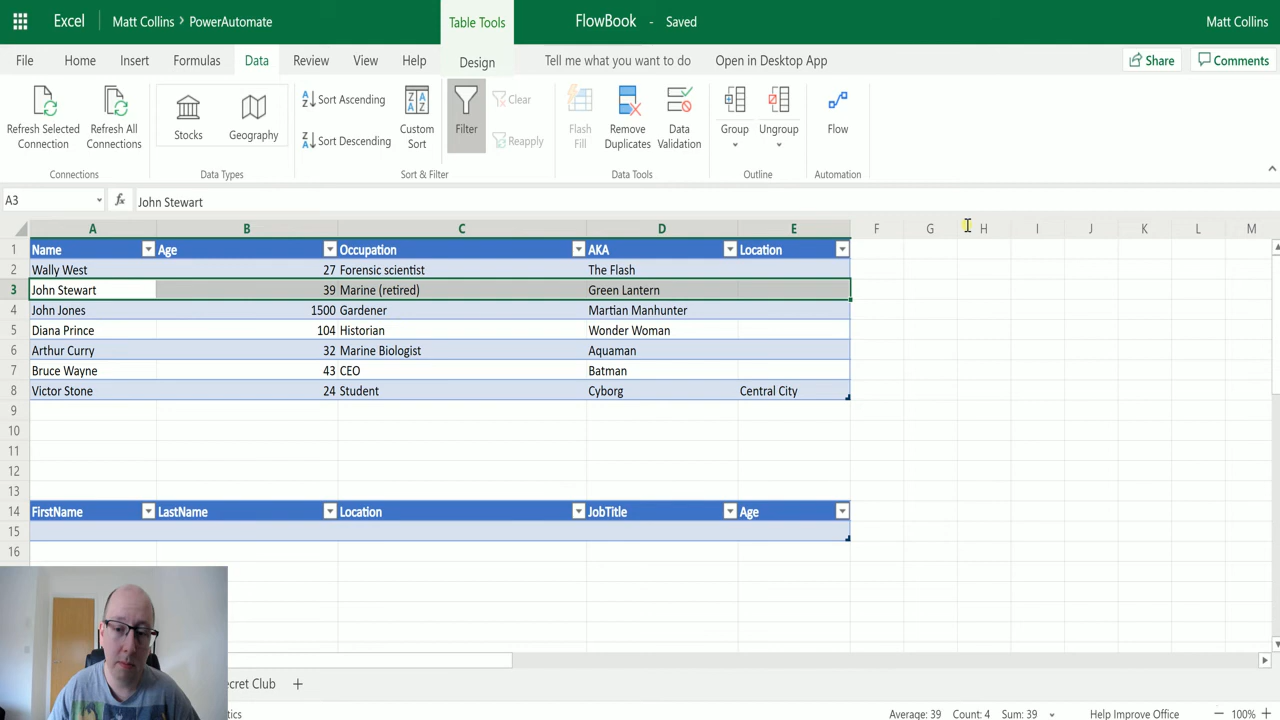 Excel Matt Collins > PowerAutomate Table Tools FlowBook - Saved Matt Collins
File Home Insert Formulas Data Review View Help Design Tell me what you want to do Open in Desktop App Share Comments
Refresh Selected Connection
Refresh All Connections
Connections
Stocks
Geography
Data Types
Sort Ascending
Sort Descending
Custom Sort
Filter
Clear
Reapply
Sort & Filter
Flash Fill
Remove Duplicates
Data Validation
Data Tools
Group
Ungroup
Outline
Flow
Automation
A3 fx John Stewart
A B C D E F G H I J K L M
1 Name Age Occupation AKA Location
2 Wally West 27 Forensic scientist The Flash
3 John Stewart 39 Marine (retired) Green Lantern
4 John Jones 1500 Gardener Martian Manhunter
5 Diana Prince 104 Historian Wonder Woman
6 Arthur Curry 32 Marine Biologist Aquaman
7 Bruce Wayne 43 CEO Batman
8 Victor Stone 24 Student Cyborg Central City
9
10
11
12
13
14 FirstName LastName Location JobTitle Age
15
16
Club +
Average: 39 Count: 4 Sum: 39 Help Improve Office - 100% +